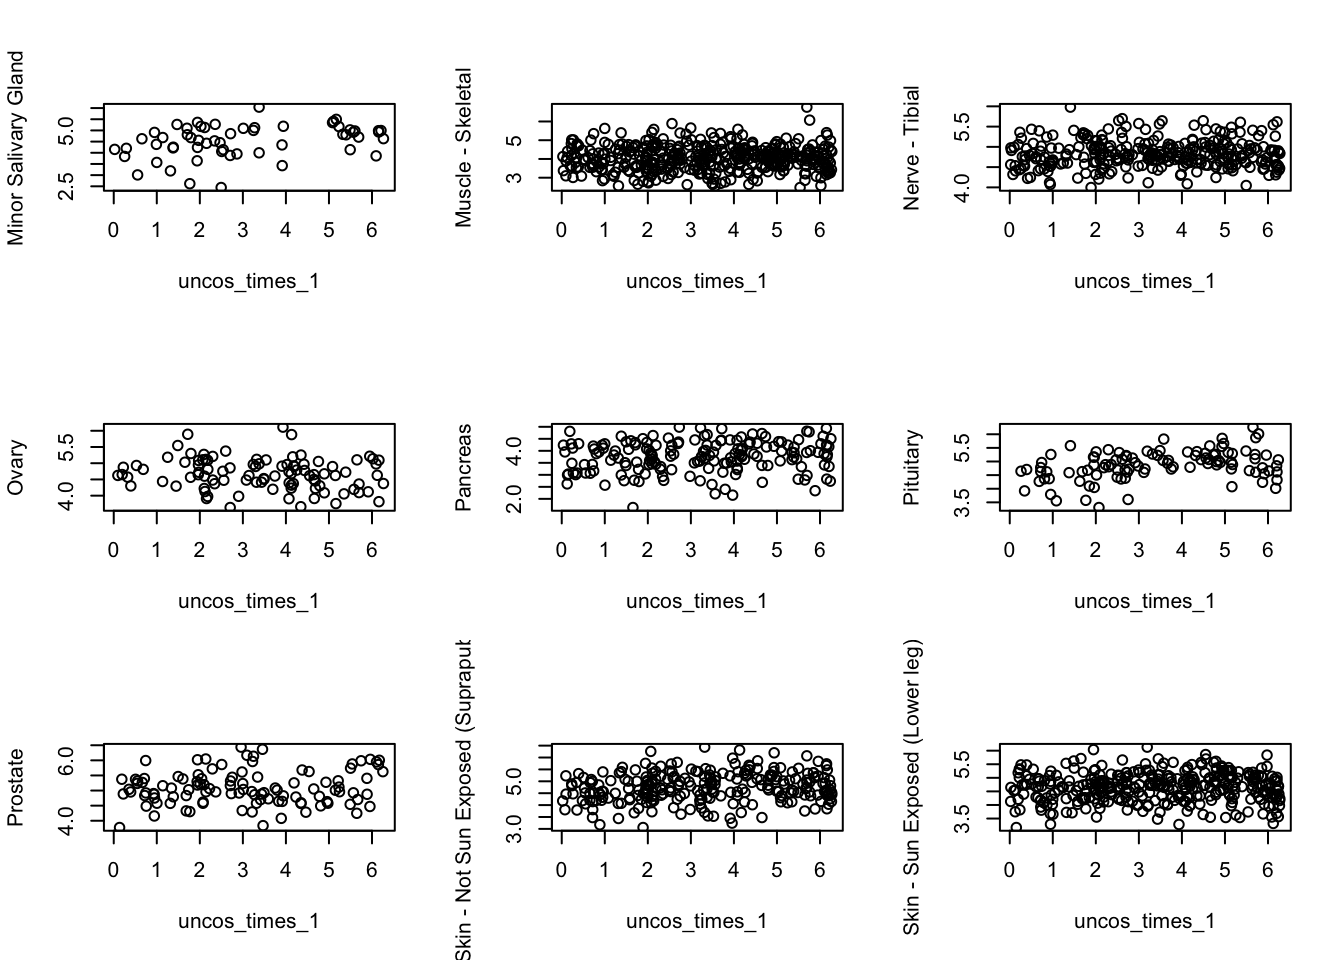 Minor Salivary Gland
5.0
2.5
0 1 2 3 4 5 6
uncos_times_1
Muscle - Skeletal
5
3
0 1 2 3 4 5 6
uncos_times_1
Nerve - Tibial
5.5
4.0
0 1 2 3 4 5 6
uncos_times_1
Ovary
5.5
4.0
0 1 2 3 4 5 6
uncos_times_1
Pancreas
4.0
2.0
0 1 2 3 4 5 6
uncos_times_1
Pituitary
5.5
3.5
0 1 2 3 4 5 6
uncos_times_1
Prostate
6.0
4.0
0 1 2 3 4 5 6
uncos_times_1
Skin - Not Sun Exposed (Suprapub
5.0
3.0
0 1 2 3 4 5 6
uncos_times_1
Skin - Sun Exposed (Lower leg)
5.5
3.5
0 1 2 3 4 5 6
uncos_times_1